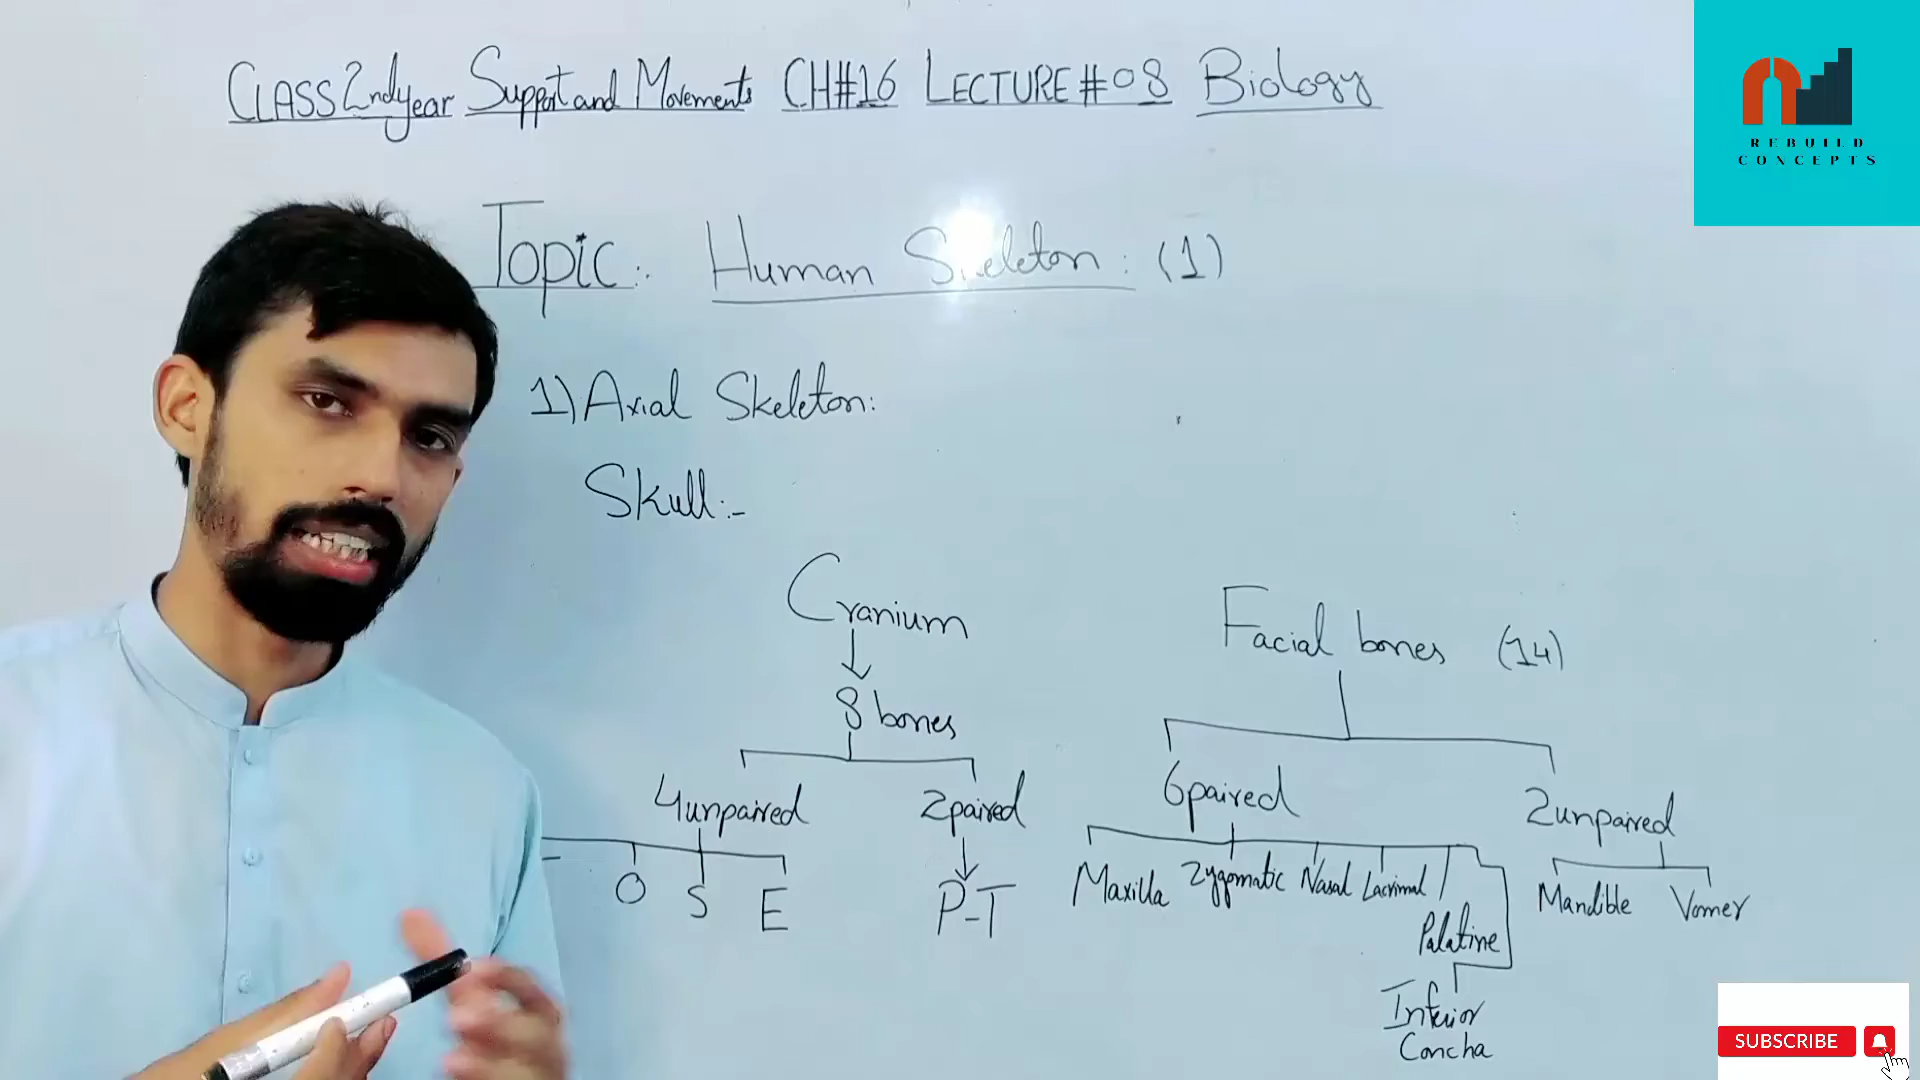 CLASS 2nd year Support and Movements CH#16 LECTURE #08 Biology
REBUILD
CONCEPTS
Topic: Human Skeleton: (1)
1) Axial Skeleton:
Skull:-
Cranium
Facial bones (14)
8 bones
4 unpaired
2 paired
6 paired
2 unpaired
O S E
P-T
Maxilla Zygomatic Nasal Lacrimal
Mandible Vomer
Palatine
Inferior
Concha
SUBSCRIBE